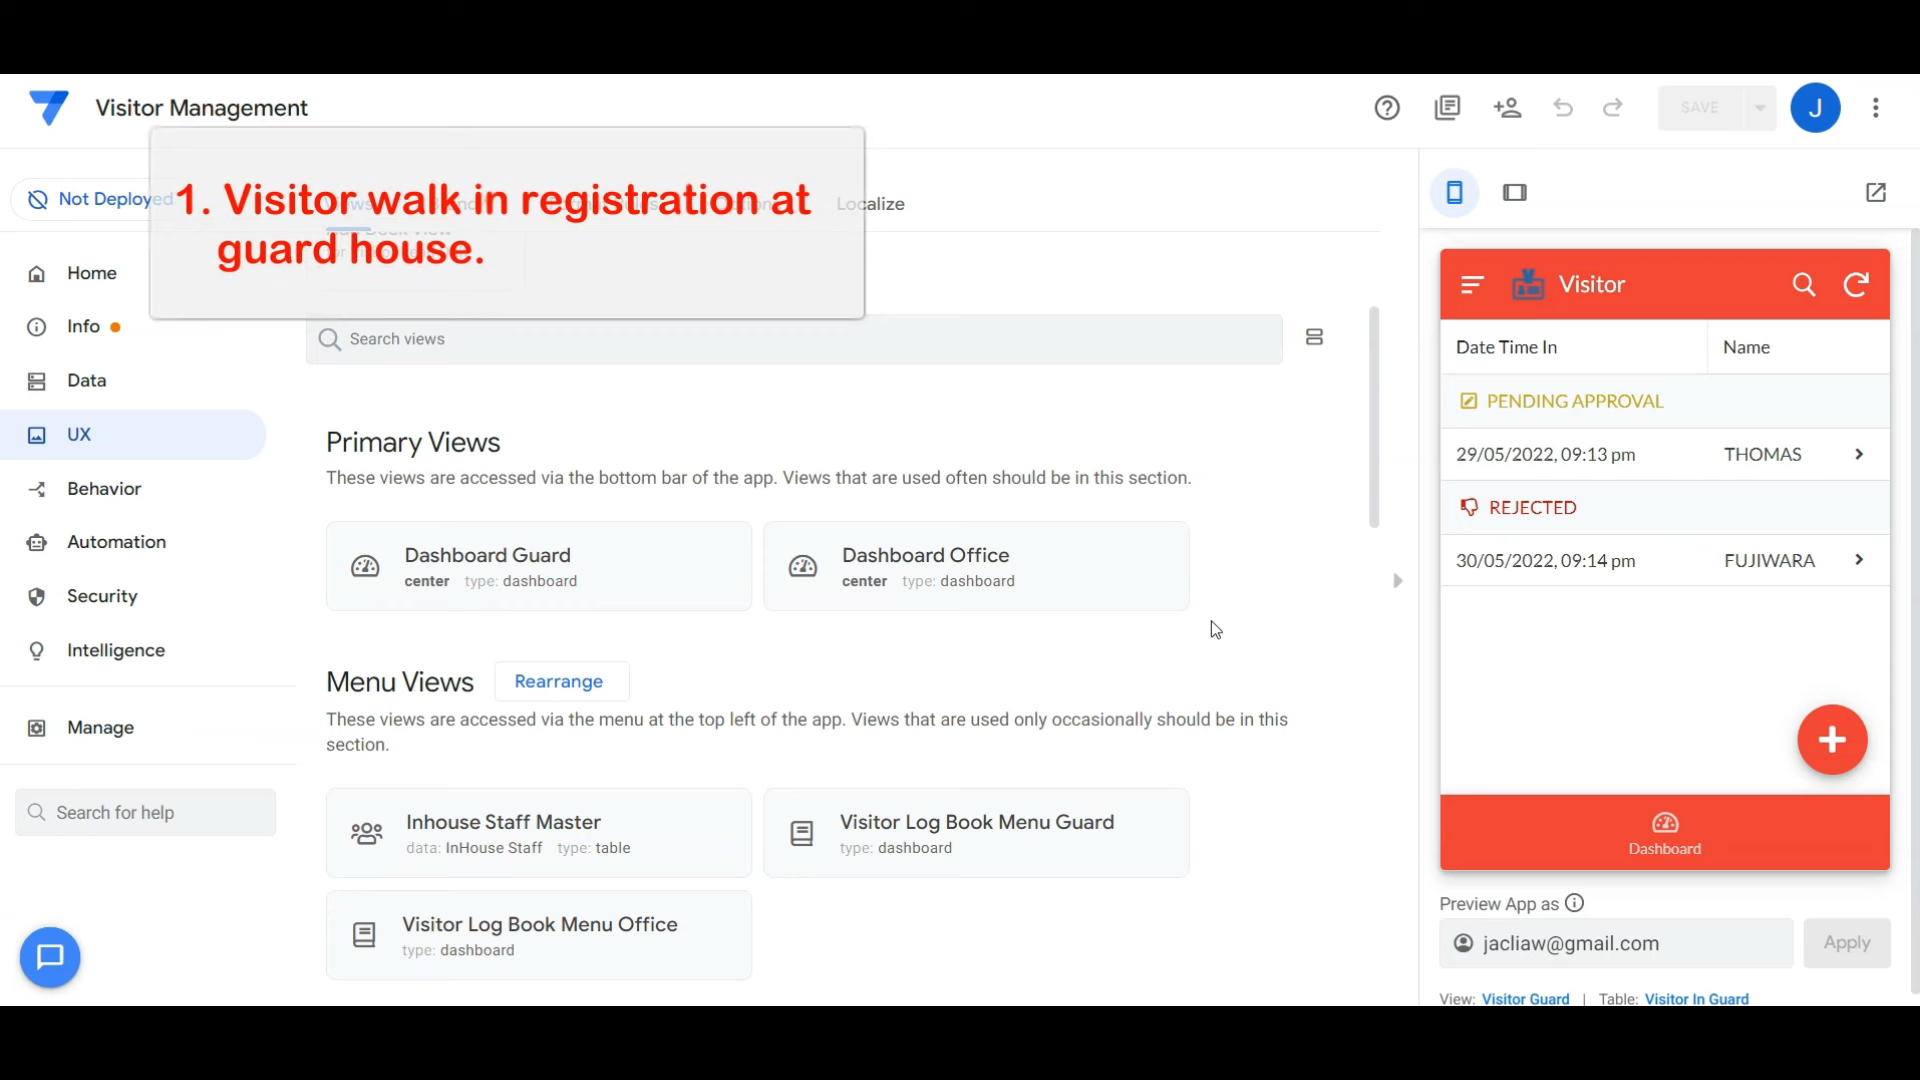 Visitor Management
SAVE
J
Not Deployed
1. Visitor walk in registration at
guard house.
Localize
Home
Info
Data
UX
Behavior
Automation
Security
Intelligence
Manage
Search for help
Search views
Primary Views
These views are accessed via the bottom bar of the app. Views that are used often should be in this section.
Dashboard Guard
center type: dashboard
Dashboard Office
center type: dashboard
Menu Views
Rearrange
These views are accessed via the menu at the top left of the app. Views that are used only occasionally should be in this
section.
Inhouse Staff Master
data: InHouse Staff type: table
Visitor Log Book Menu Guard
type: dashboard
Visitor Log Book Menu Office
type: dashboard
Visitor
Date Time In Name
PENDING APPROVAL
29/05/2022, 09:13 pm THOMAS
REJECTED
30/05/2022, 09:14 pm FUJIWARA
Dashboard
Preview App as
jacliaw@gmail.com
Apply
View: Visitor Guard | Table: Visitor In Guard